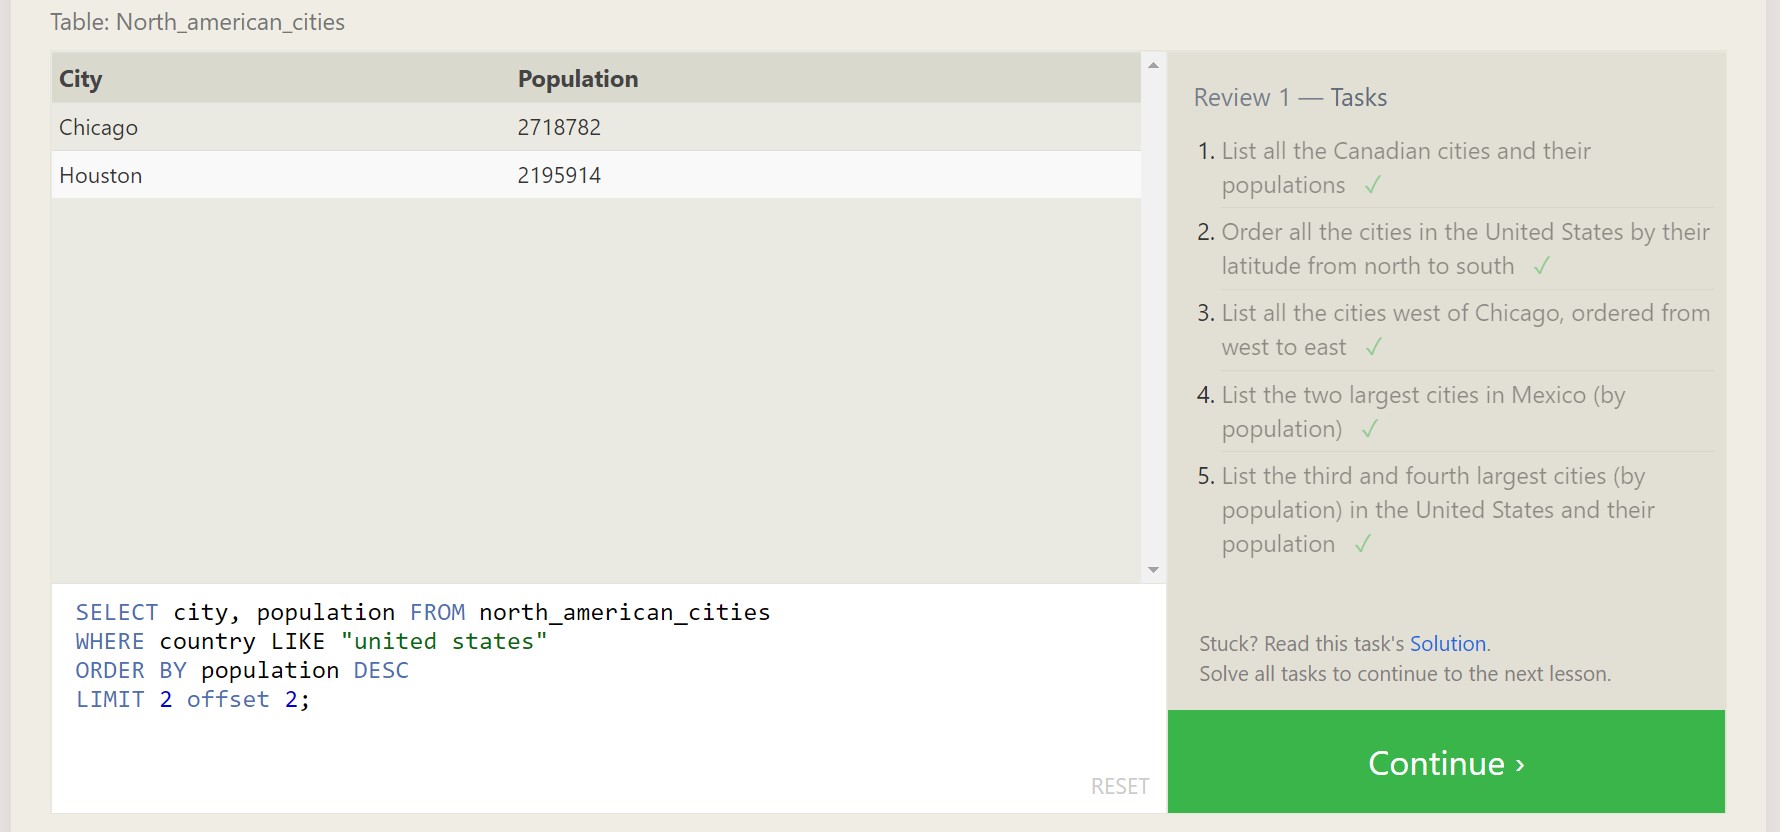 Table: North_american_cities
City Population
Chicago 2718782
Houston 2195914
SELECT city, population FROM north_american_cities
WHERE country LIKE "united states"
ORDER BY population DESC
LIMIT 2 offset 2;
RESET
Review 1 — Tasks
1. List all the Canadian cities and their
populations ✓
2. Order all the cities in the United States by their
latitude from north to south ✓
3. List all the cities west of Chicago, ordered from
west to east ✓
4. List the two largest cities in Mexico (by
population) ✓
5. List the third and fourth largest cities (by
population) in the United States and their
population ✓
Stuck? Read this task's Solution.
Solve all tasks to continue to the next lesson.
Continue ›